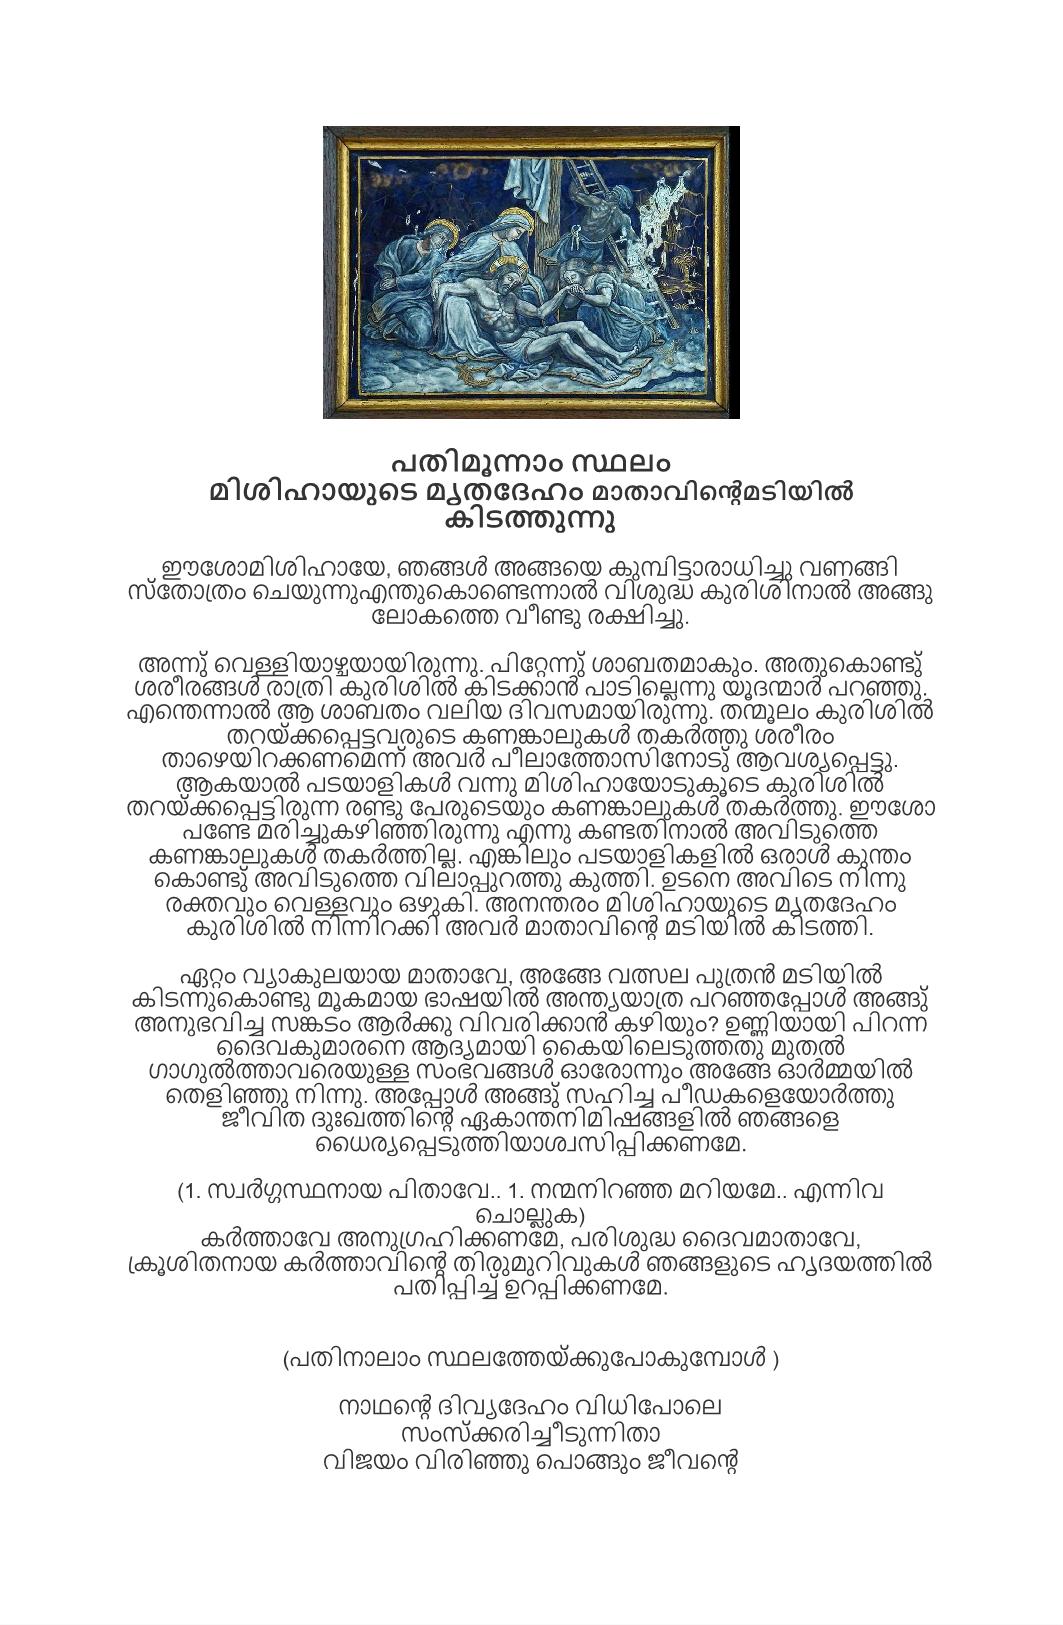 പതിമൂന്നാം സ്ഥലം
മിശിഹായുടെ മൃതദേഹം മാതാവിന്റെമടിയിൽ
കിടത്തുന്നു
ഈശോമിശിഹായേ, ഞങ്ങൾ അങ്ങയെ കുമ്പിട്ടാരാധിച്ചു വണങ്ങി
സ്തോത്രം ചെയുന്നുഎന്തുകൊണ്ടെന്നാൽ വിശുദ്ധ കുരിശിനാൽ അങ്ങു
ലോകത്തെ വീണ്ടു രക്ഷിച്ചു.
അന്നു് വെള്ളിയാഴ്ചയായിരുന്നു. പിറ്റേന്നു് ശാബതമാകും. അതുകൊണ്ടു്
ശരീരങ്ങൾ രാത്രി കുരിശിൽ കിടക്കാൻ പാടില്ലെന്നു യൂദന്മാർ പറഞ്ഞു.
എന്തെന്നാൽ ആ ശാബതം വലിയ ദിവസമായിരുന്നു. തന്മൂലം കുരിശിൽ
തറയ്ക്കപ്പെട്ടവരുടെ കണങ്കാലുകൾ തകർത്തു ശരീരം
താഴെയിറക്കണമെന്ന് അവർ പീലാത്തോസിനോടു് ആവശ്യപ്പെട്ടു.
ആകയാൽ പടയാളികൾ വന്നു മിശിഹായോടുകൂടെ കുരിശിൽ
തറയ്ക്കപ്പെട്ടിരുന്ന രണ്ടു പേരുടെയും കണങ്കാലുകൾ തകർത്തു. ഈശോ
പണ്ടേ മരിച്ചുകഴിഞ്ഞിരുന്നു എന്നു കണ്ടതിനാൽ അവിടുത്തെ
കണങ്കാലുകൾ തകർത്തില്ല. എങ്കിലും പടയാളികളിൽ ഒരാൾ കുന്തം
കൊണ്ടു് അവിടുത്തെ വിലാപ്പുറത്തു കുത്തി. ഉടനെ അവിടെ നിന്നു
രക്തവും വെള്ളവും ഒഴുകി. അനന്തരം മിശിഹായുടെ മൃതദേഹം
കുരിശിൽ നിന്നിറക്കി അവർ മാതാവിന്റെ മടിയിൽ കിടത്തി.
ഏറ്റം വ്യാകുലയായ മാതാവേ, അങ്ങേ വത്സല പുത്രൻ മടിയിൽ
കിടന്നുകൊണ്ടു മൂകമായ ഭാഷയിൽ അന്ത്യയാത്ര പറഞ്ഞപ്പോൾ അങ്ങു്
അനുഭവിച്ച സങ്കടം ആർക്കു വിവരിക്കാൻ കഴിയും? ഉണ്ണിയായി പിറന്ന
ദൈവകുമാരനെ ആദ്യമായി കൈയിലെടുത്തതു മുതൽ
ഗാഗുൽത്താവരെയുള്ള സംഭവങ്ങൾ ഓരോന്നും അങ്ങേ ഓർമ്മയിൽ
തെളിഞ്ഞു നിന്നു. അപ്പോൾ അങ്ങു് സഹിച്ച പീഡകളെയോർത്തു
ജീവിത ദുഃഖത്തിന്റെ ഏകാന്തനിമിഷങ്ങളിൽ ഞങ്ങളെ
ധൈര്യപ്പെടുത്തിയാശ്വസിപ്പിക്കണമേ.
(1. സ്വർഗ്ഗസ്ഥനായ പിതാവേ.. 1. നന്മനിറഞ്ഞ മറിയമേ.. എന്നിവ
ചൊല്ലുക)
കർത്താവേ അനുഗ്രഹിക്കണമേ, പരിശുദ്ധ ദൈവമാതാവേ,
ക്രൂശിതനായ കർത്താവിന്റെ തിരുമുറിവുകൾ ഞങ്ങളുടെ ഹൃദയത്തിൽ
പതിപ്പിച്ച് ഉറപ്പിക്കണമേ.
(പതിനാലാം സ്ഥലത്തേയ്ക്കുപോകുമ്പോൾ )
നാഥന്റെ ദിവ്യദേഹം വിധിപോലെ
സംസ്ക്കരിച്ചീടുന്നിതാ
വിജയം വിരിഞ്ഞു പൊങ്ങും ജീവന്റെ